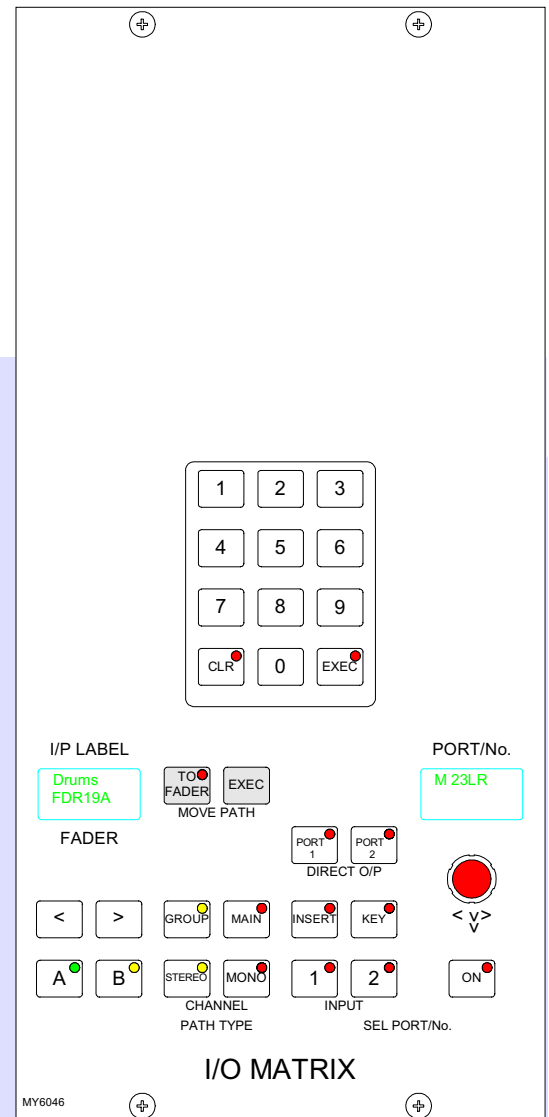 1 2 3
4 5 6
7 8 9
CLR 0 EXEC
I/P LABEL
PORT/No.
Drums
FDR19A
TO
FADER
EXEC
M 23LR
MOVE PATH
FADER
PORT
1
PORT
2
DIRECT O/P
< >
GROUP MAIN INSERT KEY
< v >
v
A B
STEREO MONO 1 2 ON
CHANNEL
INPUT
PATH TYPE
SEL PORT/No.
I/O MATRIX
MY6046